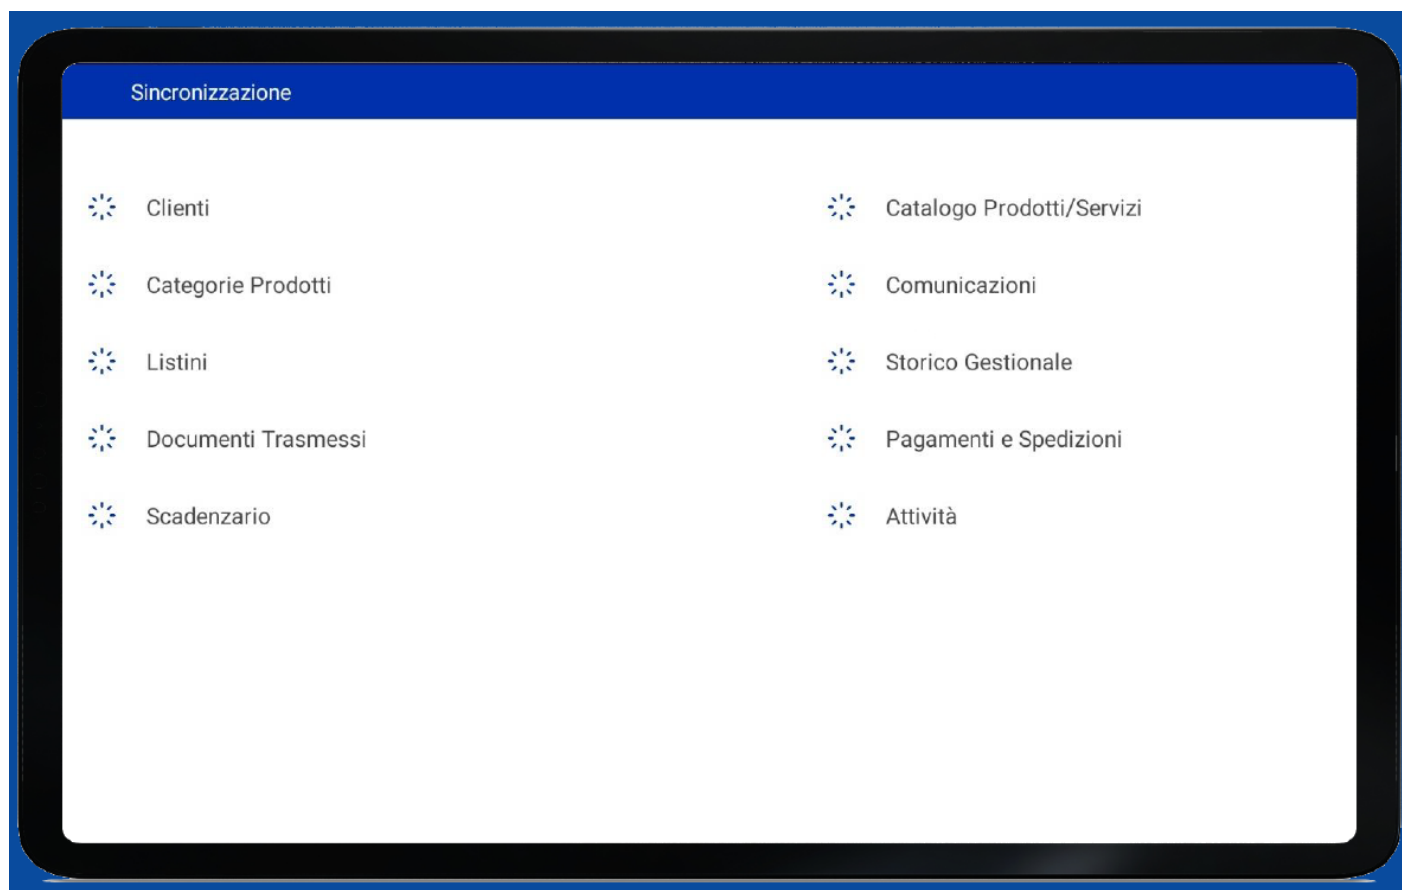 Sincronizzazione
Clienti
Catalogo Prodotti/Servizi
Categorie Prodotti
Comunicazioni
Listini
Storico Gestionale
Documenti Trasmessi
Pagamenti e Spedizioni
Scadenzario
Attività